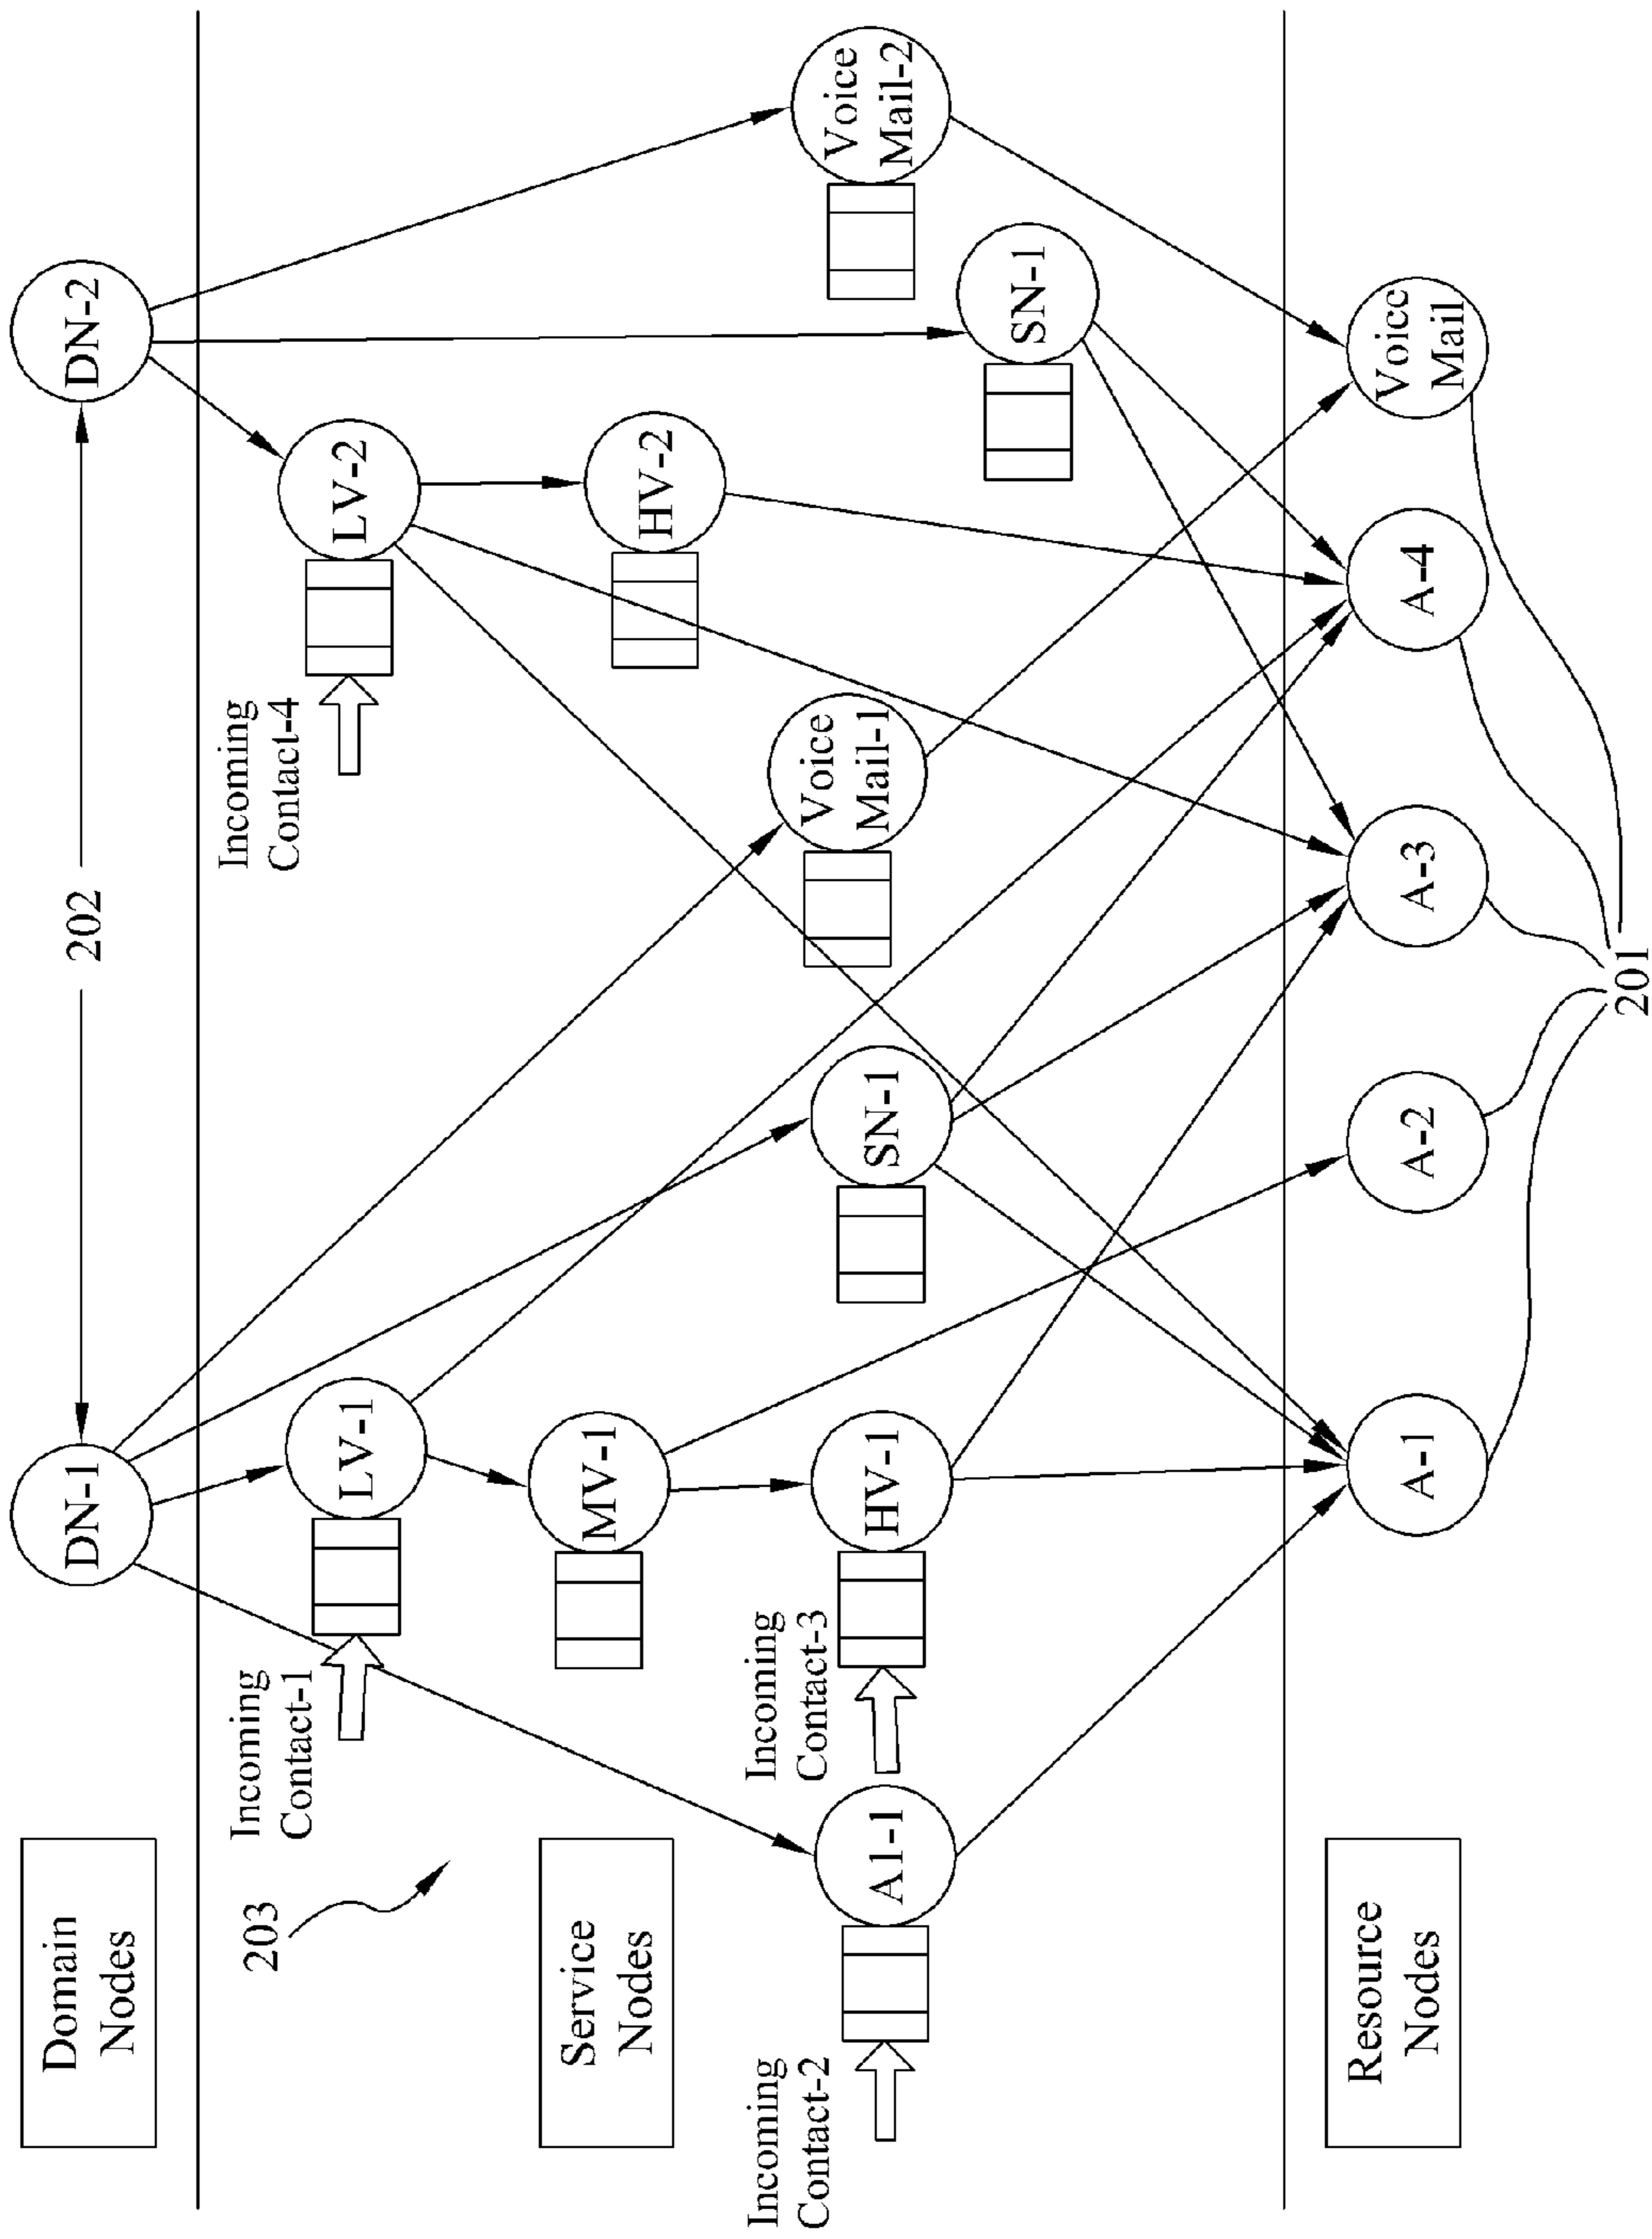 Domain
Nodes
DN-1
202
DN-2
203
Incoming
Contact-1
LV-1
Incoming
Contact-4
LV-2
Service
Nodes
MV-1
HV-2
Incoming
Contact-2
A1-1
Incoming
Contact-3
HV-1
SN-1
Voice
Mail-1
Voice
Mail-2
SN-1
Resource
Nodes
A-1
A-2
A-3
A-4
Voice
Mail
201